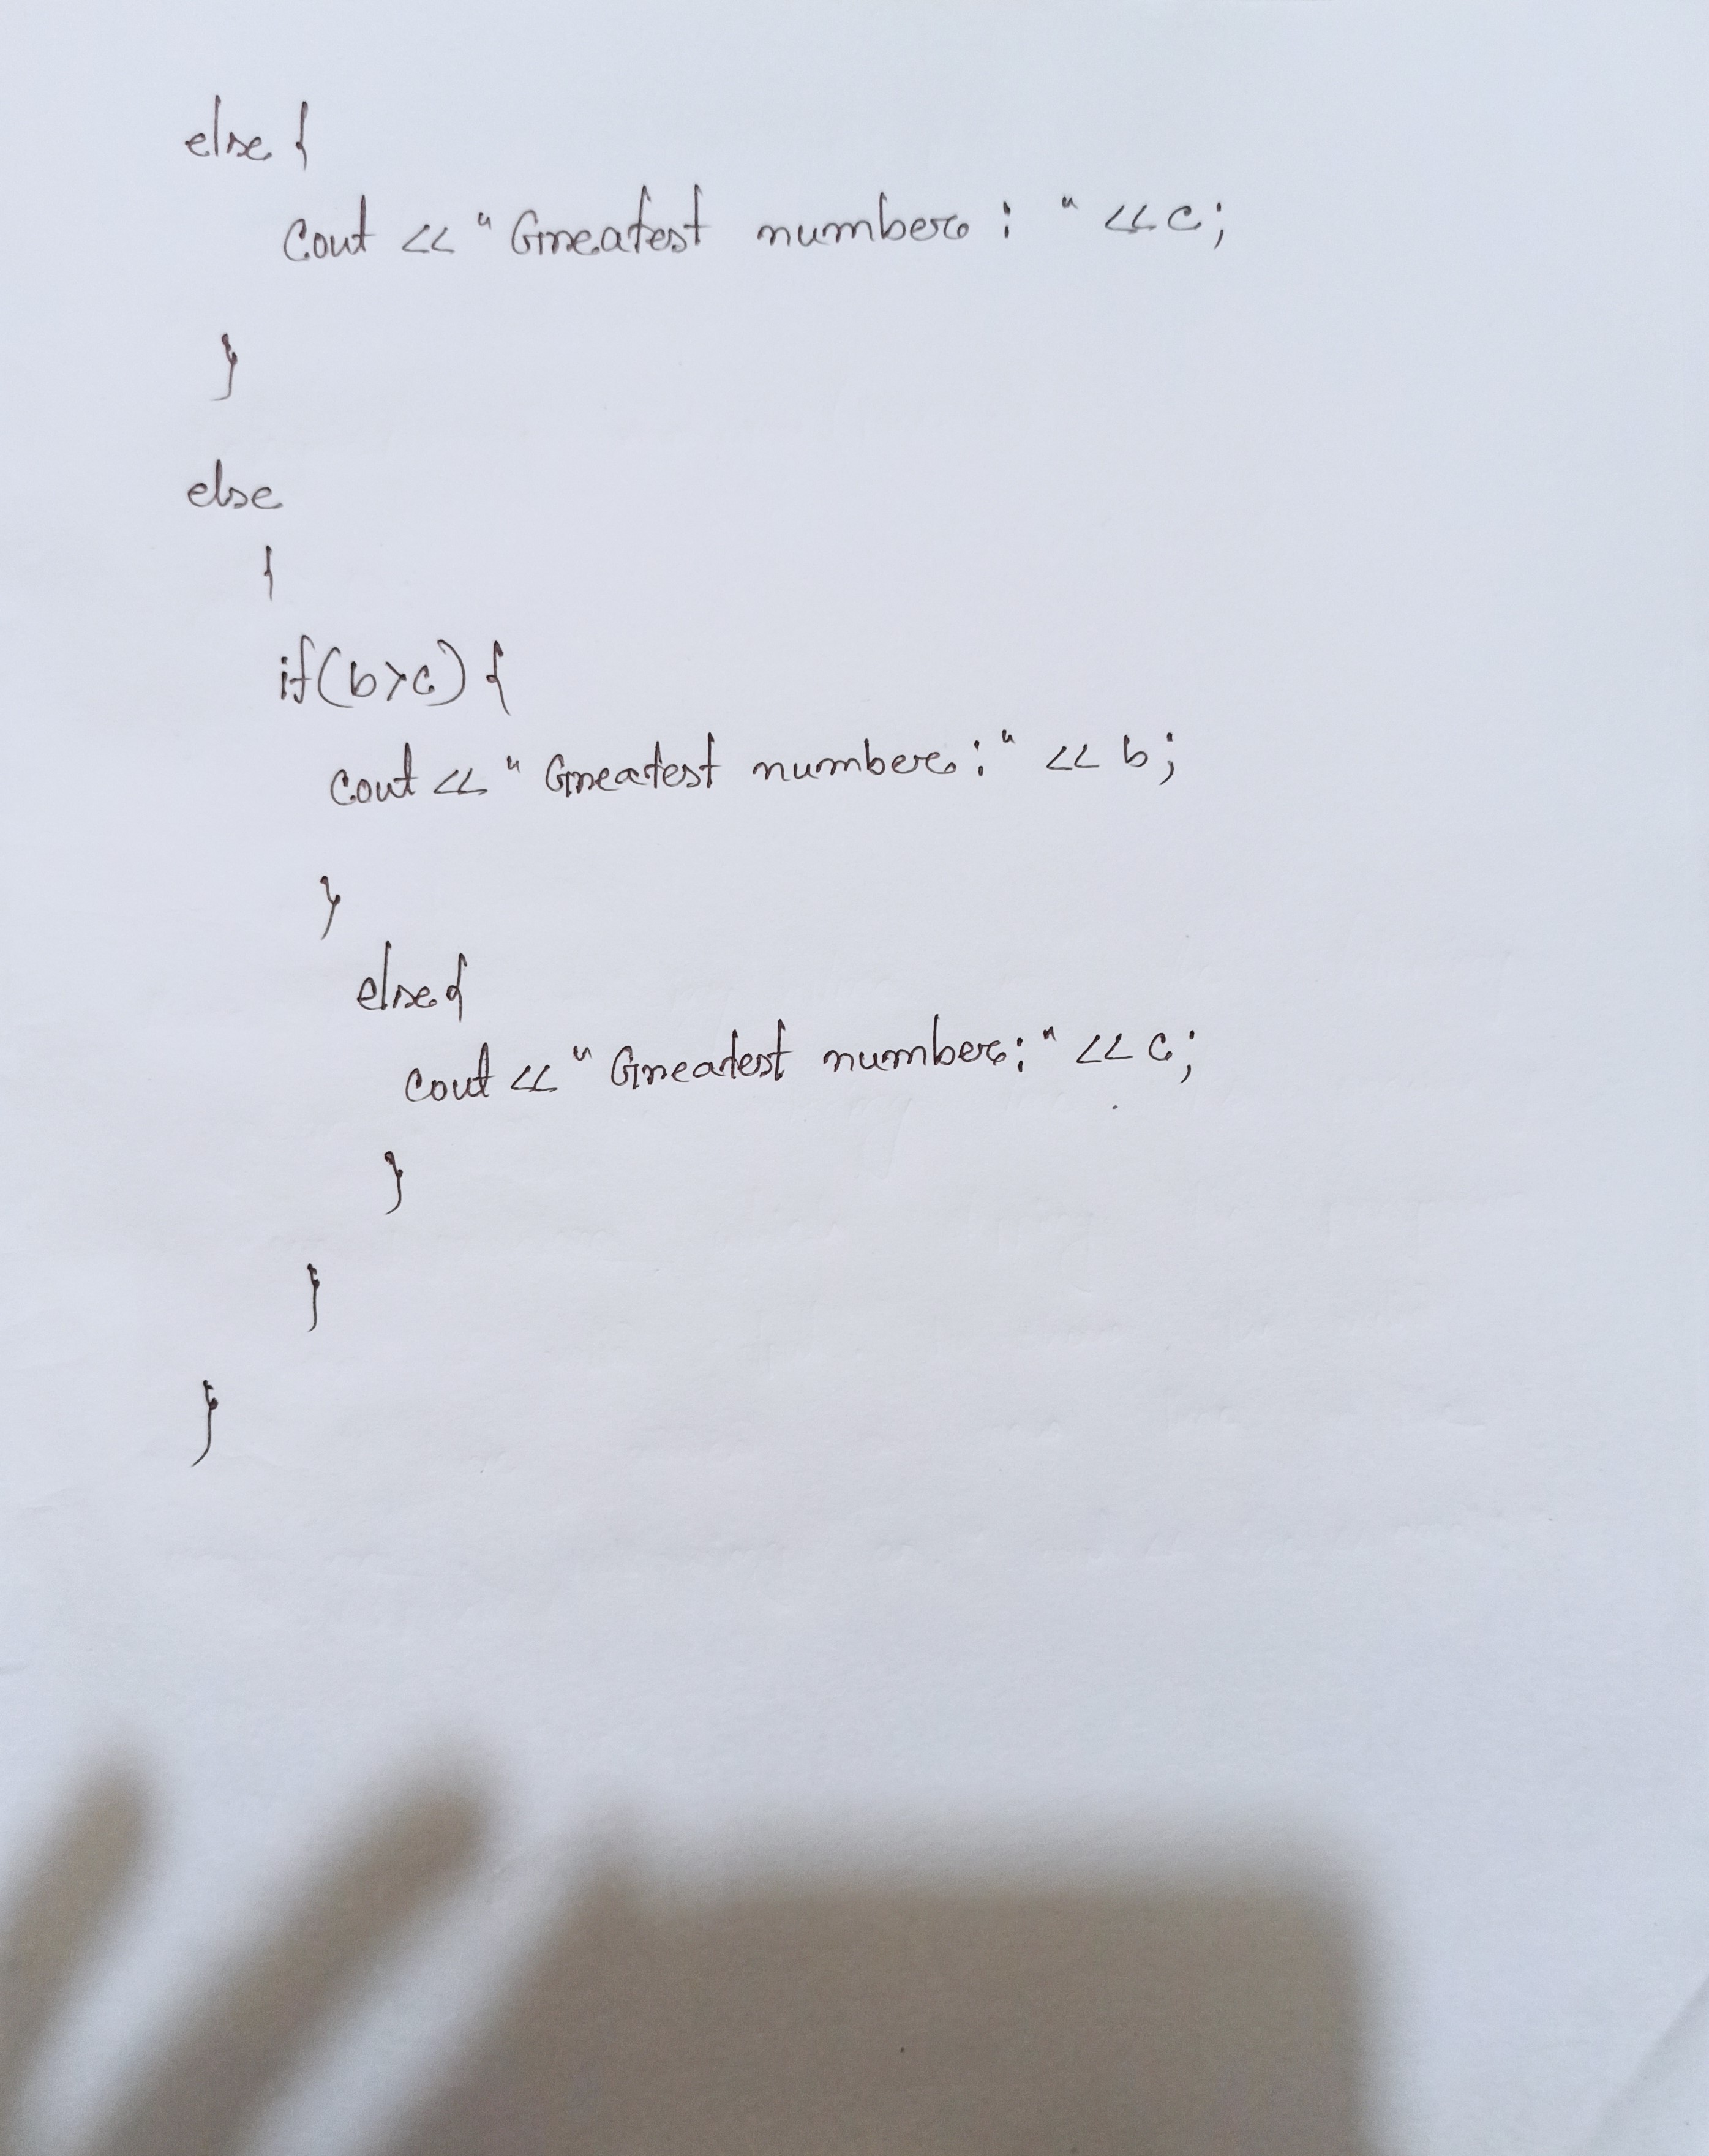 else {
cout << "Greatest number : " << c;
}
else
{
if(b>c) {
cout << " Greatest number : " << b;
}
else{
cout << " Greatest number : " << c;
}
}
}